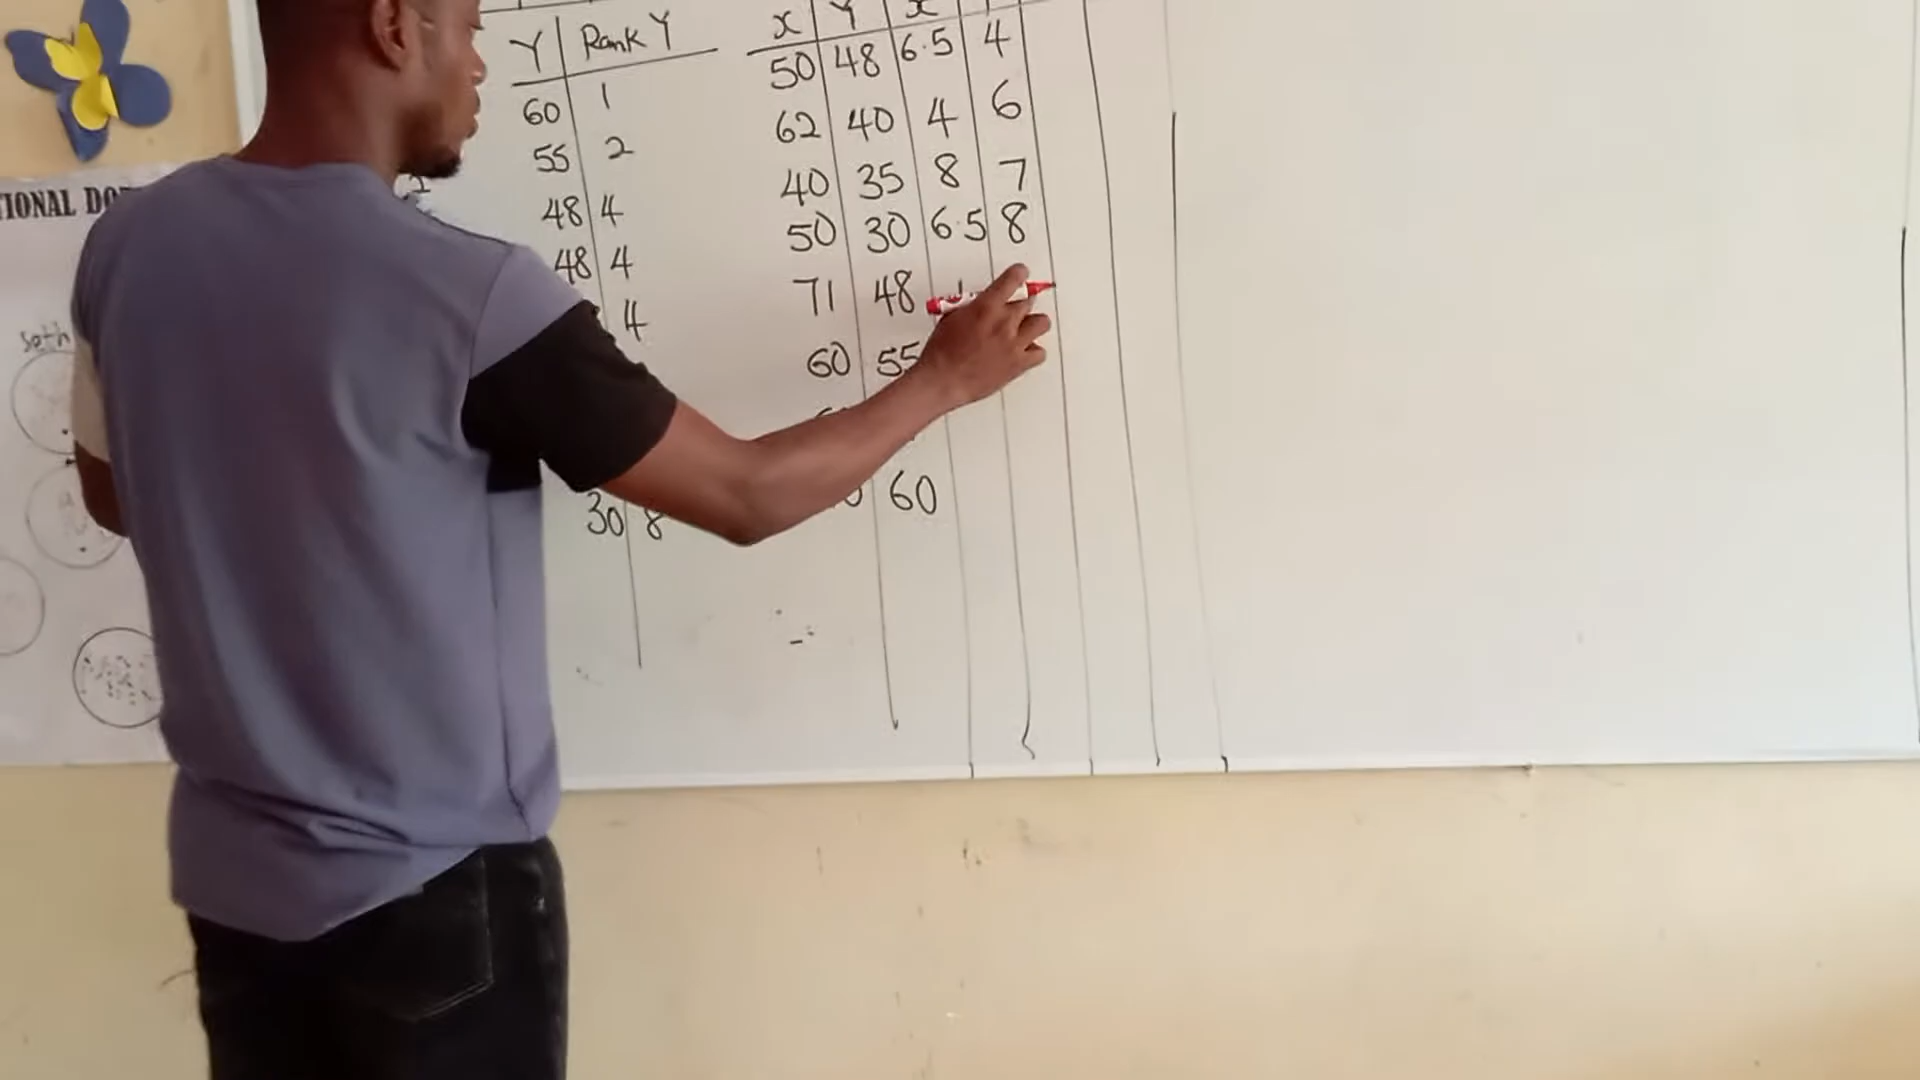 TIONAL DO
seth
Y Rank Y
60 1
55 2
48 4
48 4
4
30 8
x Y x
50 48 6.5 4
62 40 4 6
40 35 8 7
50 30 6.5 8
71 48
60 55
60